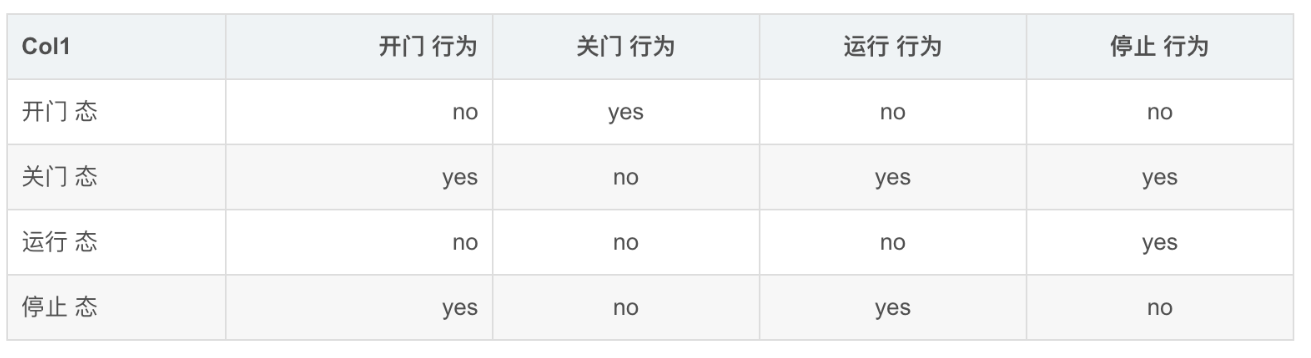 Col1 开门 行为 关门 行为 运行 行为 停止 行为
开门 态 no yes no no
关门 态 yes no yes yes
运行 态 no no no yes
停止 态 yes no yes no